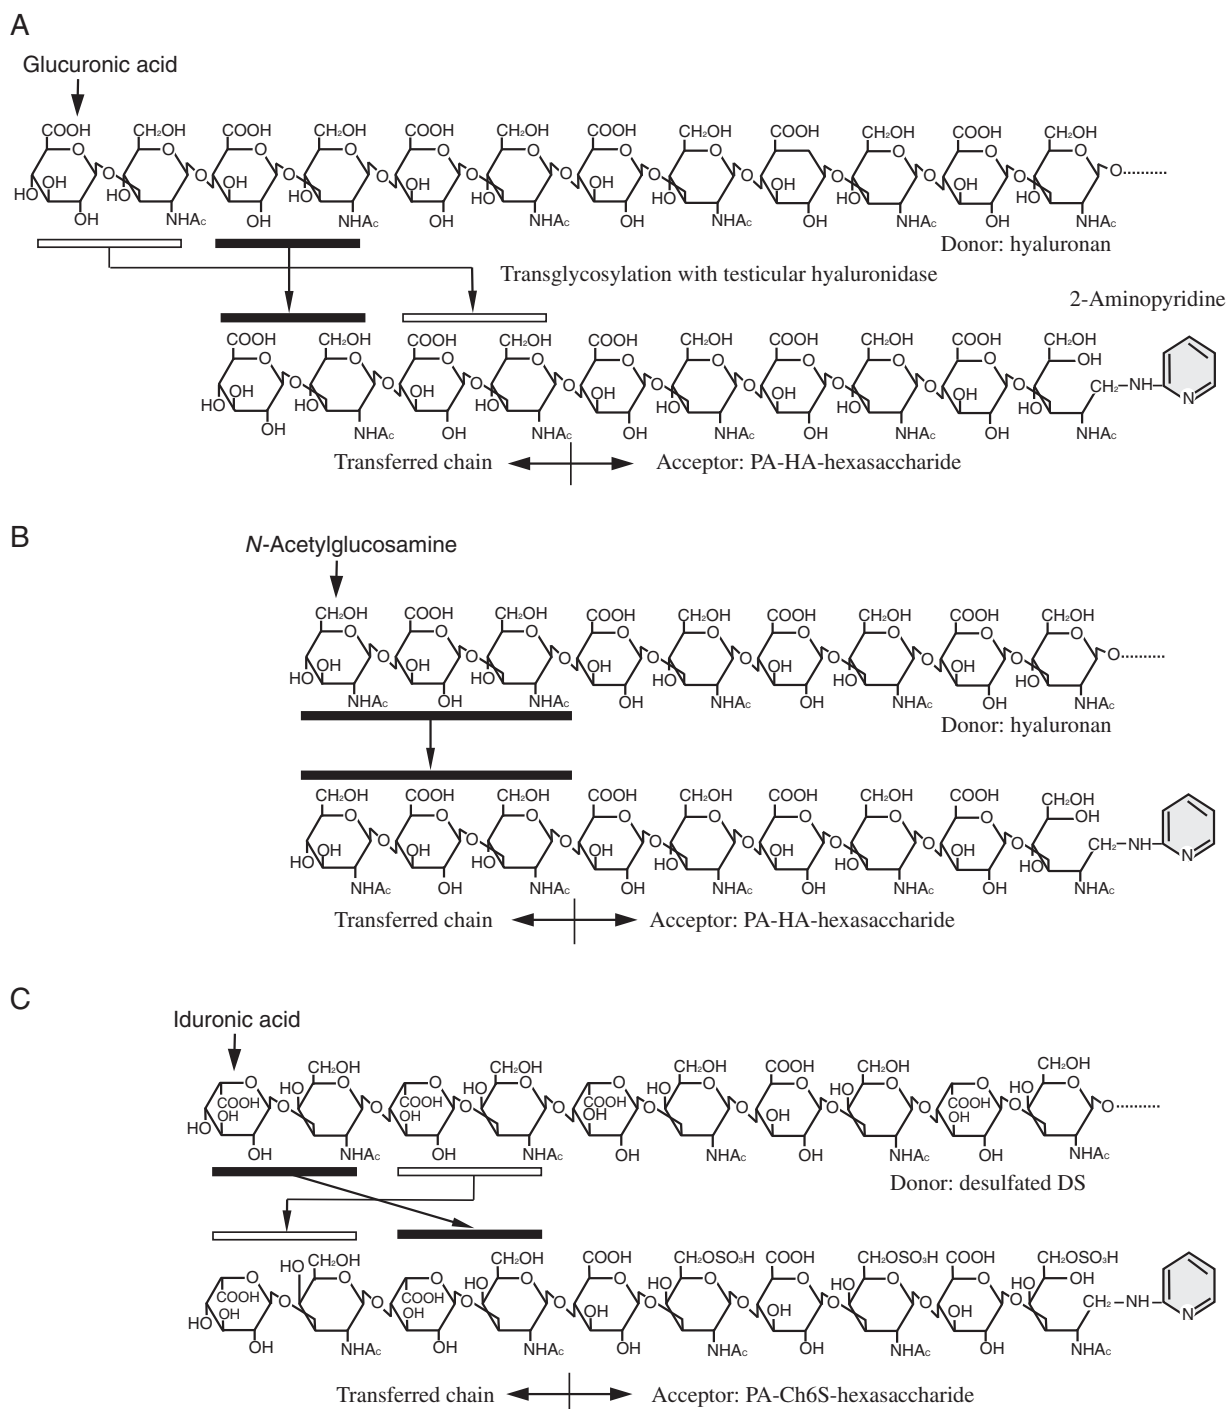 A
Glucuronic acid
COOH CH₂OH COOH CH₂OH COOH CH₂OH COOH CH₂OH COOH CH₂OH COOH CH₂OH
O O O O O O O O O O O O O O O O O O O O O O O ..........
OH HO OH HO OH HO OH HO OH HO OH HO
HO
OH NHAc OH NHAc OH NHAc OH NHAc OH NHAc OH NHAc
Donor: hyaluronan
Transglycosylation with testicular hyaluronidase
2-Aminopyridine
COOH CH₂OH COOH CH₂OH COOH CH₂OH COOH CH₂OH COOH CH₂OH
O O O O O O O O O O O O O O O O O O OH
OH HO OH HO OH HO OH HO OH HO CH₂–NH N
HO
OH NHAc OH NHAc OH NHAc OH NHAc OH NHAc
Transferred chain Acceptor: PA-HA-hexasaccharide
B
N-Acetylglucosamine
CH₂OH COOH CH₂OH COOH CH₂OH COOH CH₂OH COOH CH₂OH
O O O O O O O O O O O O O O O O O O ..........
OH OH HO OH HO OH HO OH HO
HO
NHAc OH NHAc OH NHAc OH NHAc OH NHAc
Donor: hyaluronan
CH₂OH COOH CH₂OH COOH CH₂OH COOH CH₂OH COOH CH₂OH
O O O O O O O O O O O O O O O O OH
OH OH HO OH HO OH HO OH HO CH₂–NH N
HO
NHAc OH NHAc OH NHAc OH NHAc OH NHAc
Transferred chain Acceptor: PA-HA-hexasaccharide
C
Iduronic acid
CH₂OH CH₂OH CH₂OH COOH CH₂OH CH₂OH
O HO O O HO O O HO O O HO O O HO O O ..........
COOH COOH COOH OH COOH
OH OH OH OH
HO
OH NHAc OH NHAc OH NHAc OH NHAc OH NHAc
Donor: desulfated DS
CH₂OH CH₂OH COOH CH₂OSO₃H COOH CH₂OSO₃H COOH CH₂OSO₃H
O HO O O HO O O HO O O HO O O HO OH
COOH COOH OH OH OH CH₂–NH N
OH OH
HO
OH NHAc OH NHAc OH NHAc OH NHAc OH NHAc
Transferred chain Acceptor: PA-Ch6S-hexasaccharide